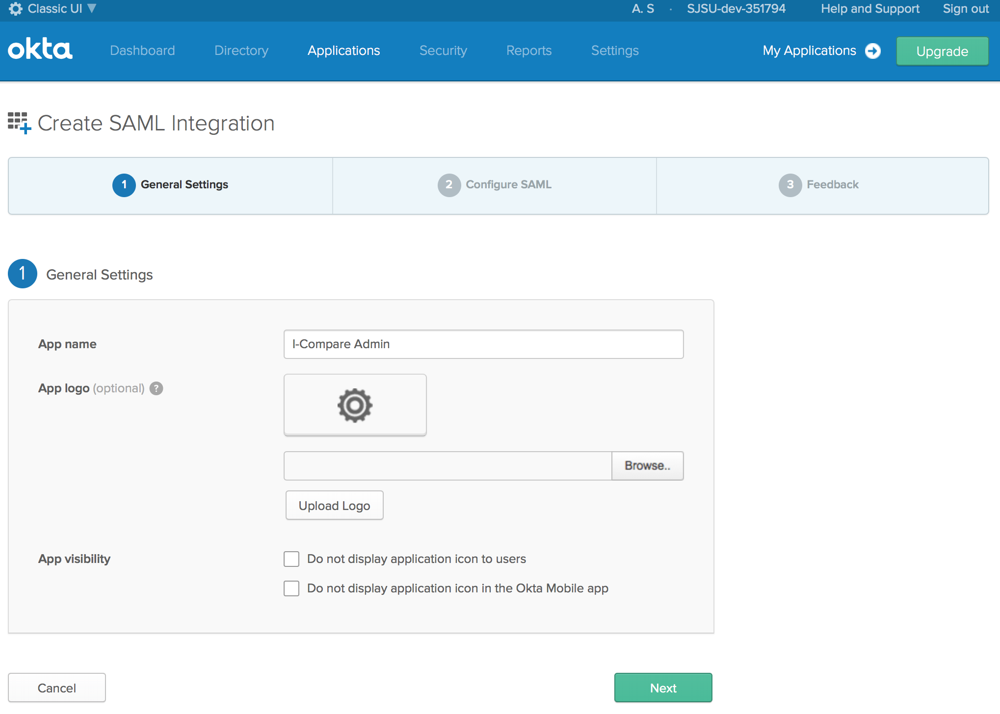 Classic UI ▼ A. S · SJSU-dev-351794 Help and Support Sign out
okta Dashboard Directory Applications Security Reports Settings My Applications Upgrade
Create SAML Integration
1 General Settings 2 Configure SAML 3 Feedback
1 General Settings
App name I-Compare Admin
App logo (optional) ?
Browse..
Upload Logo
App visibility Do not display application icon to users
Do not display application icon in the Okta Mobile app
Cancel Next